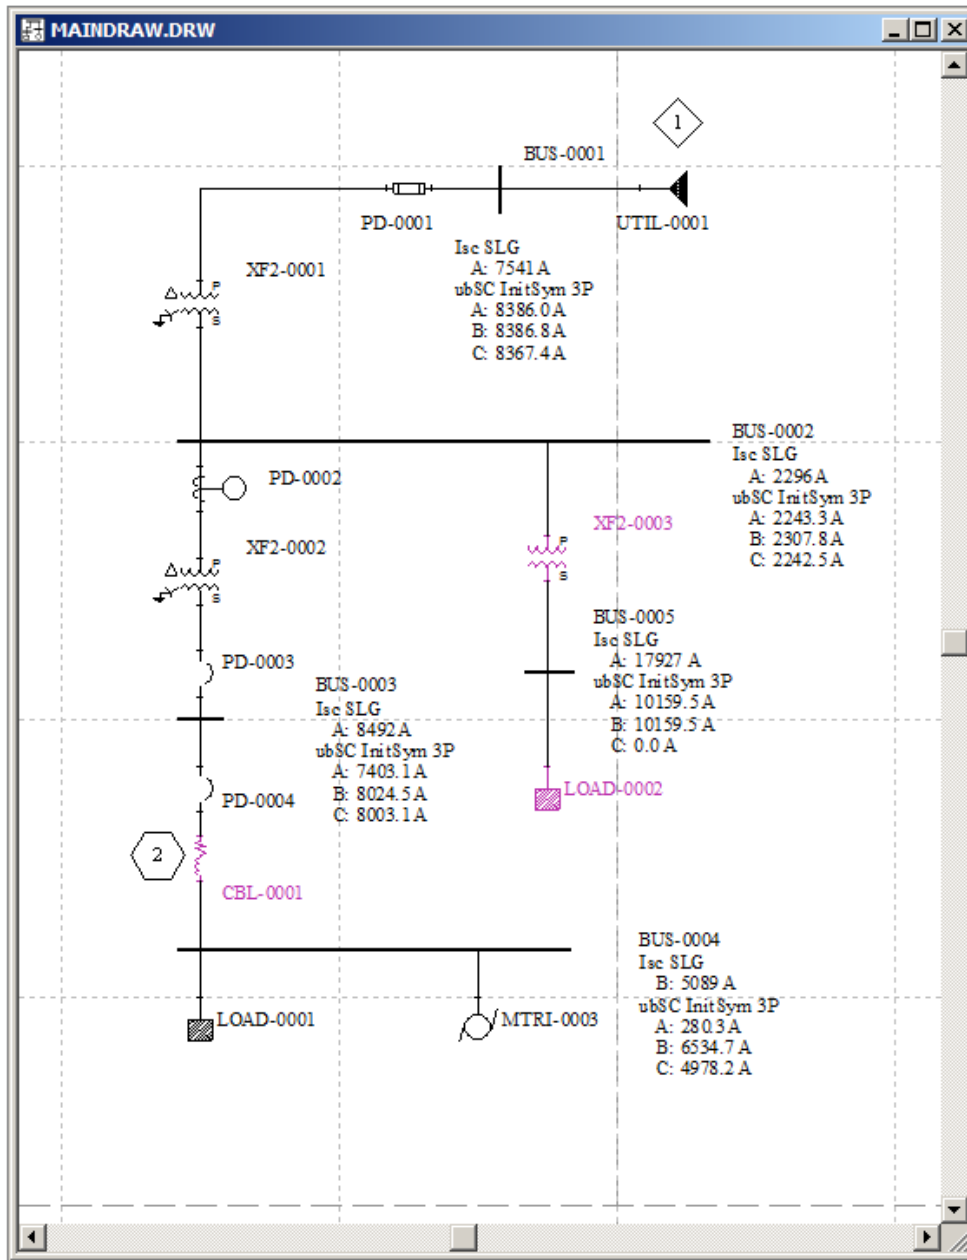 MAINDRAW.DRW
1
BUS-0001
PD-0001
UTIL-0001
Isc SLG
A: 7541 A
ubSC InitSym 3P
A: 8386.0 A
B: 8386.8 A
C: 8367.4 A
XF2-0001
P
S
BUS-0002
Isc SLG
A: 2296 A
ubSC InitSym 3P
A: 2243.3 A
B: 2307.8 A
C: 2242.5 A
PD-0002
XF2-0003
P
S
XF2-0002
P
S
BUS-0005
Isc SLG
A: 17927 A
ubSC InitSym 3P
A: 10159.5 A
B: 10159.5 A
C: 0.0 A
PD-0003
BUS-0003
Isc SLG
A: 8492 A
ubSC InitSym 3P
A: 7403.1 A
B: 8024.5 A
C: 8003.1 A
LOAD-0002
PD-0004
2
CBL-0001
BUS-0004
Isc SLG
B: 5089 A
ubSC InitSym 3P
A: 280.3 A
B: 6534.7 A
C: 4978.2 A
LOAD-0001
MTRI-0003